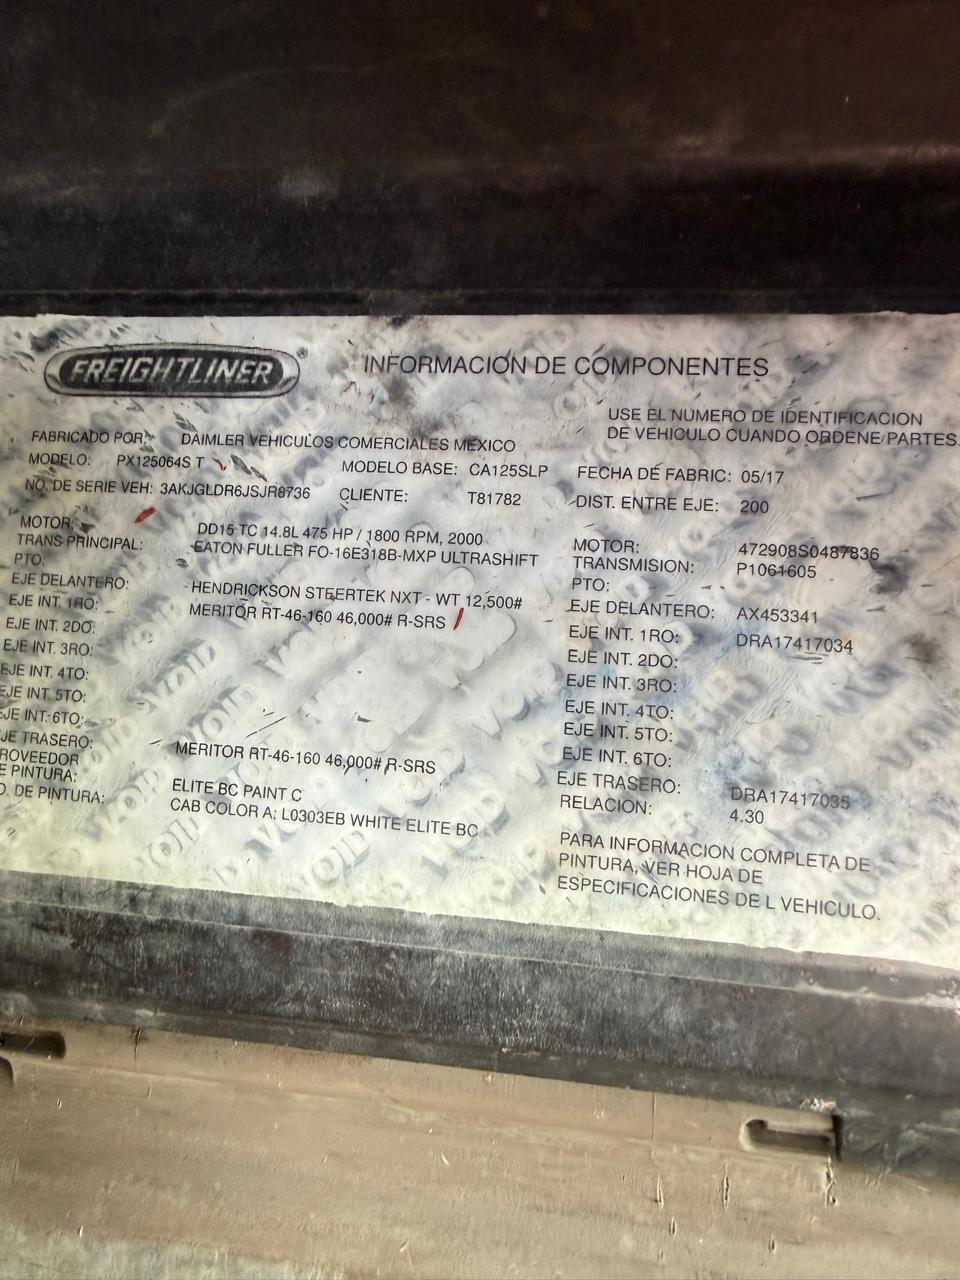 FREIGHTLINER®
INFORMACION DE COMPONENTES
USE EL NUMERO DE IDENTIFICACION
DE VEHICULO CUANDO ORDENE PARTES.
FABRICADO POR: DAIMLER VEHICULOS COMERCIALES MEXICO
MODELO: PX125064S T MODELO BASE: CA125SLP FECHA DE FABRIC: 05/17
NO. DE SERIE VEH: 3AKJGLDR6JSJR8736 CLIENTE: T81782 DIST. ENTRE EJE: 200
MOTOR: DD15 TC 14.8L 475 HP / 1800 RPM, 2000 MOTOR: 472908S0487836
TRANS PRINCIPAL: EATON FULLER FO-16E318B-MXP ULTRASHIFT TRANSMISION: P1061605
PTO: PTO:
EJE DELANTERO: HENDRICKSON STEERTEK NXT - WT 12,500# EJE DELANTERO: AX453341
EJE INT. 1RO: MERITOR RT-46-160 46,000# R-SRS EJE INT. 1RO: DRA17417034
EJE INT. 2DO: EJE INT. 2DO:
EJE INT. 3RO: EJE INT. 3RO:
EJE INT. 4TO: EJE INT. 4TO:
EJE INT. 5TO: EJE INT. 5TO:
EJE INT. 6TO: EJE INT. 6TO:
JE TRASERO: MERITOR RT-46-160 46,000# R-SRS EJE TRASERO: DRA17417035
ROVEEDOR RELACION: 4.30
E PINTURA: ELITE BC PAINT C
O. DE PINTURA: CAB COLOR A: L0303EB WHITE ELITE BC
PARA INFORMACION COMPLETA DE
PINTURA, VER HOJA DE
ESPECIFICACIONES DE L VEHICULO.